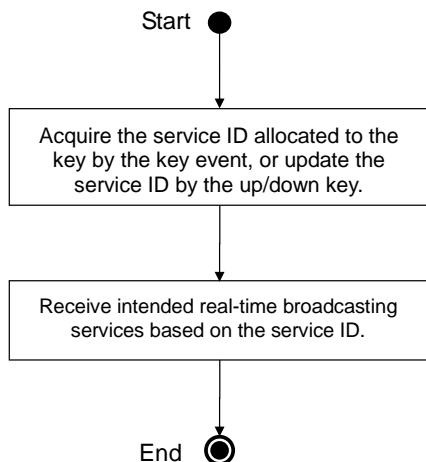 Start
Acquire the service ID allocated to the
key by the key event, or update the
service ID by the up/down key.
Receive intended real-time broadcasting
services based on the service ID.
End